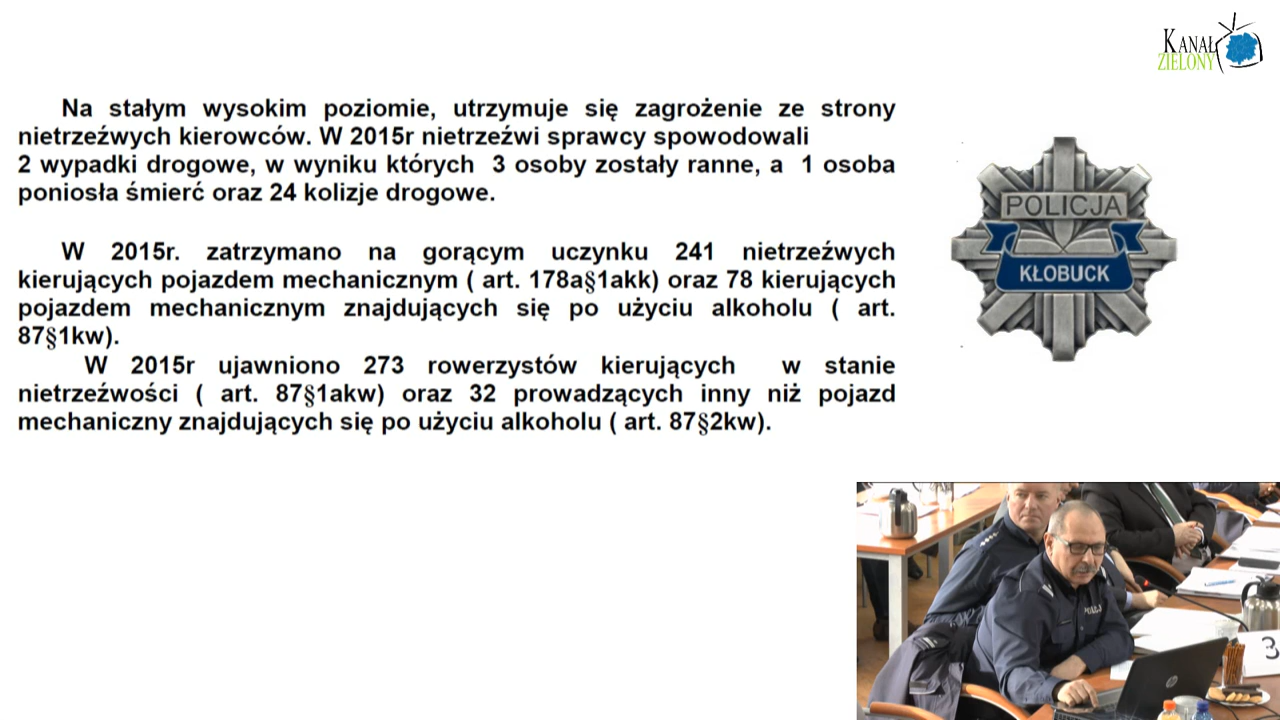 KANAŁ
ZIELONY
Na stałym wysokim poziomie, utrzymuje się zagrożenie ze strony
nietrzeźwych kierowców. W 2015r nietrzeźwi sprawcy spowodowali
2 wypadki drogowe, w wyniku których 3 osoby zostały ranne, a 1 osoba
poniosła śmierć oraz 24 kolizje drogowe.
W 2015r. zatrzymano na gorącym uczynku 241 nietrzeźwych
kierujących pojazdem mechanicznym ( art. 178a§1akk) oraz 78 kierujących
pojazdem mechanicznym znajdujących się po użyciu alkoholu ( art.
87§1kw).
W 2015r ujawniono 273 rowerzystów kierujących w stanie
nietrzeźwości ( art. 87§1akw) oraz 32 prowadzących inny niż pojazd
mechaniczny znajdujących się po użyciu alkoholu ( art. 87§2kw).
POLICJA
KŁOBUCK
hp
3